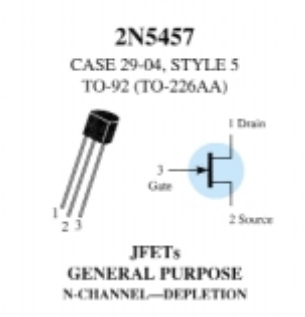 2N5457
CASE 29-04, STYLE 5
TO-92 (TO-226AA)
1 Drain
3
Gate
1
2 3
2 Source
JFETs
GENERAL PURPOSE
N-CHANNEL—DEPLETION